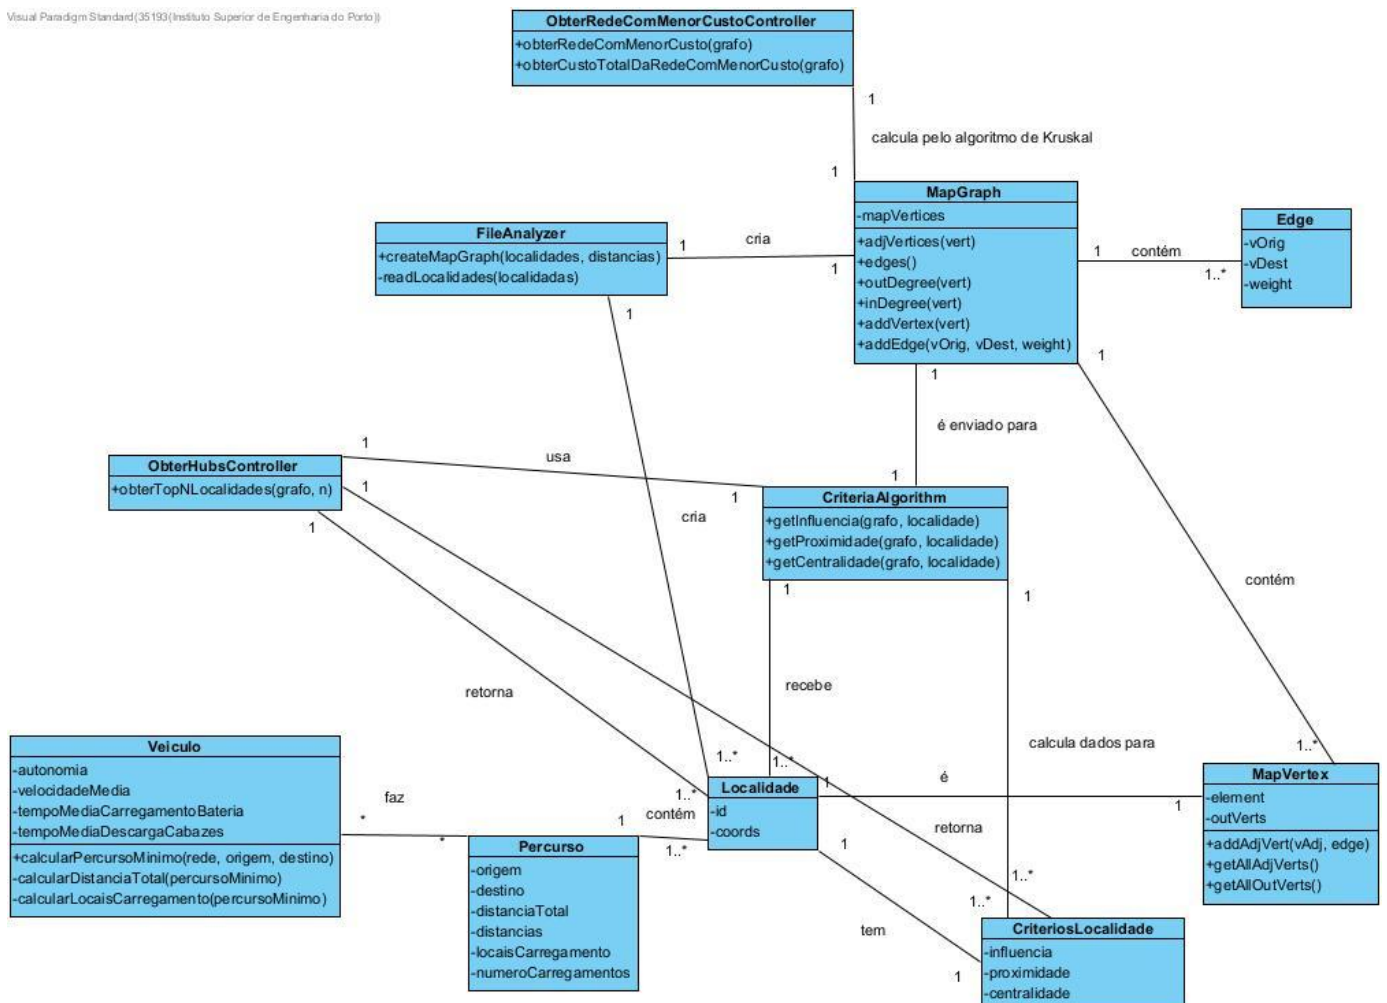 Visual Paradigm Standard(35193(Instituto Superior de Engenharia do Porto))
ObterRedeComMenorCustoController
+obterRedeComMenorCusto(grafo)
+obterCustoTotalDaRedeComMenorCusto(grafo)
1
calcula pelo algoritmo de Kruskal
1
MapGraph
-mapVertices
+adjVertices(vert)
+edges()
+outDegree(vert)
+inDegree(vert)
+addVertex(vert)
+addEdge(vOrig, vDest, weight)
Edge
-vOrig
-vDest
-weight
1
contém
1..*
FileAnalyzer
+createMapGraph(localidades, distancias)
-readLocalidades(localidadas)
1
cria
1
1
cria
1..*
1
é enviado para
1
1
contém
1..*
ObterHubsController
+obterTopNLocalidades(grafo, n)
1
usa
1
1
retorna
1..*
1
retorna
1..*
CriteriaAlgorithm
+getInfluencia(grafo, localidade)
+getProximidade(grafo, localidade)
+getCentralidade(grafo, localidade)
1
recebe
1..*
1
calcula dados para
1..*
Veiculo
-autonomia
-velocidadeMedia
-tempoMediaCarregamentoBateria
-tempoMediaDescargaCabazes
+calcularPercursoMinimo(rede, origem, destino)
-calcularDistanciaTotal(percursoMinimo)
-calcularLocaisCarregamento(percursoMinimo)
*
faz
*
Percurso
-origem
-destino
-distanciaTotal
-distancias
-locaisCarregamento
-numeroCarregamentos
1
contém
1..*
Localidade
-id
-coords
1
é
1
MapVertex
-element
-outVerts
+addAdjVert(vAdj, edge)
+getAllAdjVerts()
+getAllOutVerts()
1
tem
1
CriteriosLocalidade
-influencia
-proximidade
-centralidade